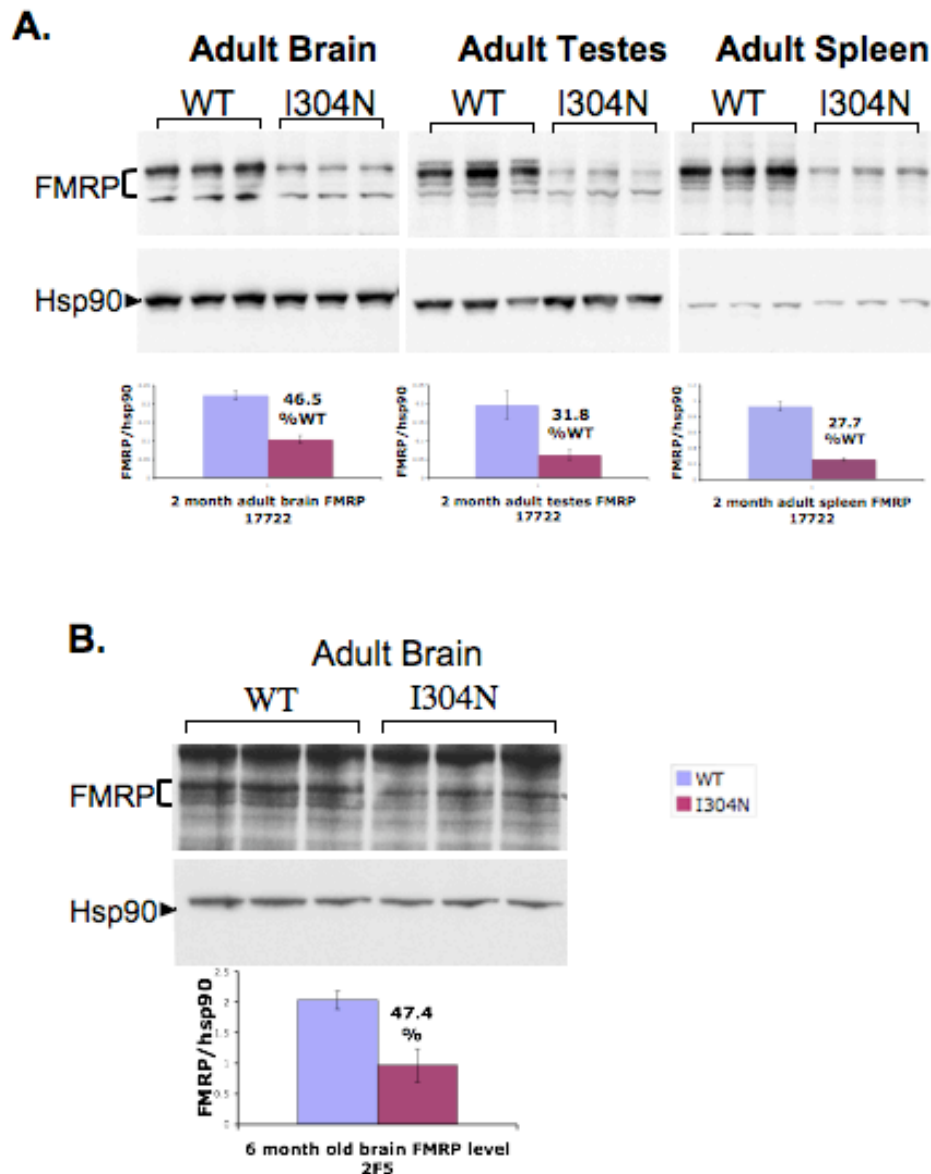 A.
Adult Brain
Adult Testes
Adult Spleen
WT I304N
WT I304N
WT I304N
FMRP
Hsp90
FMRP/hsp90
46.5
%WT
2 month adult brain FMRP
17722
FMRP/hsp90
31.8
%WT
2 month adult testes FMRP
17722
FMRP/hsp90
27.7
%WT
2 month adult spleen FMRP
17722
B.
Adult Brain
WT I304N
FMRP
WT
I304N
Hsp90
FMRP/hsp90
2.5
2
1.5
1
0.5
0
47.4
%
6 month old brain FMRP level
2F5